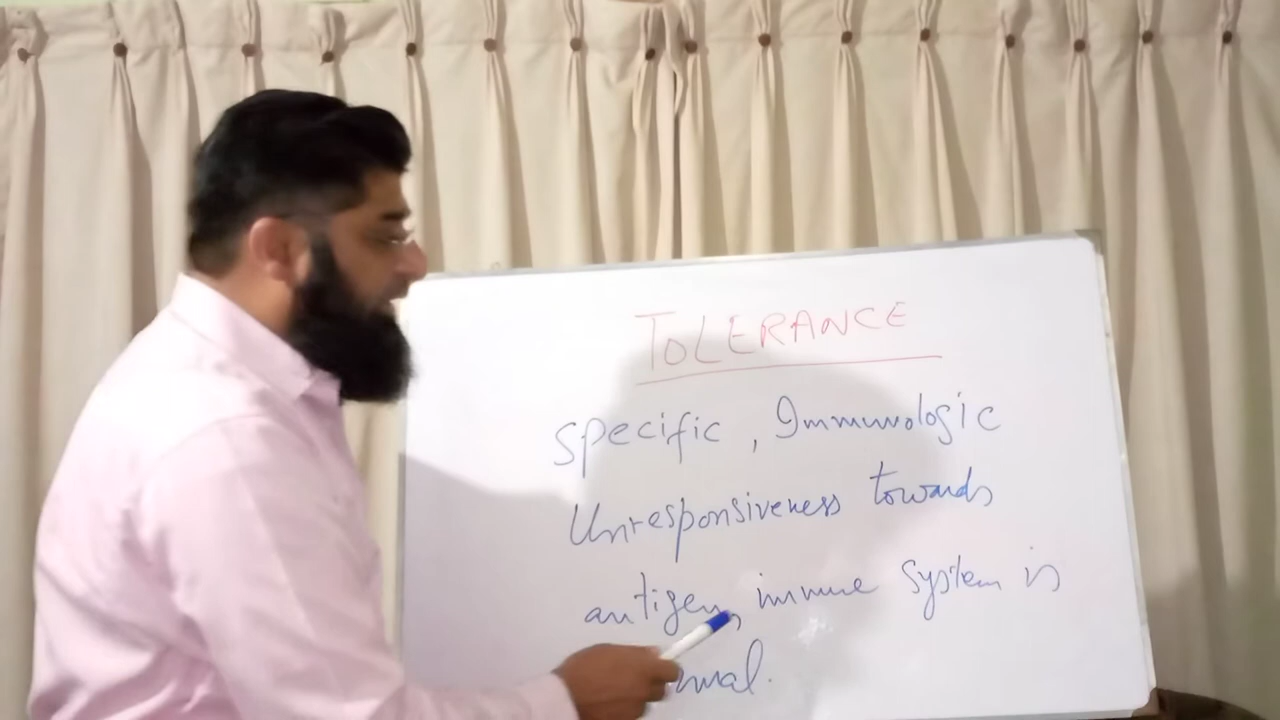 TOLERANCE
Specific, Immunologic
Unresponsiveness towards
antigen, immune system is